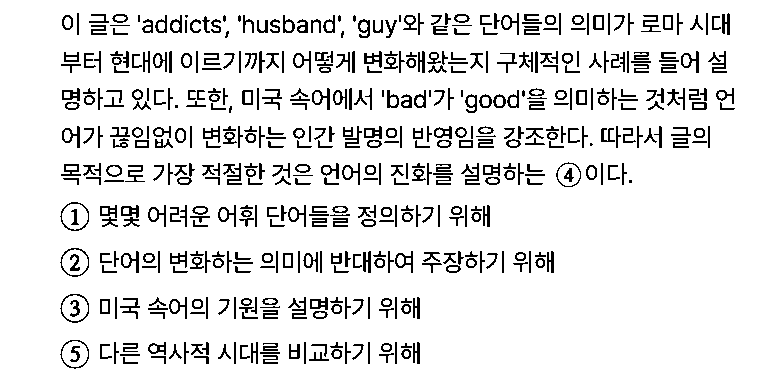 이 글은 'addicts', 'husband', 'guy'와 같은 단어들의 의미가 로마 시대
부터 현대에 이르기까지 어떻게 변화해왔는지 구체적인 사례를 들어 설
명하고 있다. 또한, 미국 속어에서 'bad'가 'good'을 의미하는 것처럼 언
어가 끊임없이 변화하는 인간 발명의 반영임을 강조한다. 따라서 글의
목적으로 가장 적절한 것은 언어의 진화를 설명하는 ④이다.
① 몇몇 어려운 어휘 단어들을 정의하기 위해
② 단어의 변화하는 의미에 반대하여 주장하기 위해
③ 미국 속어의 기원을 설명하기 위해
⑤ 다른 역사적 시대를 비교하기 위해